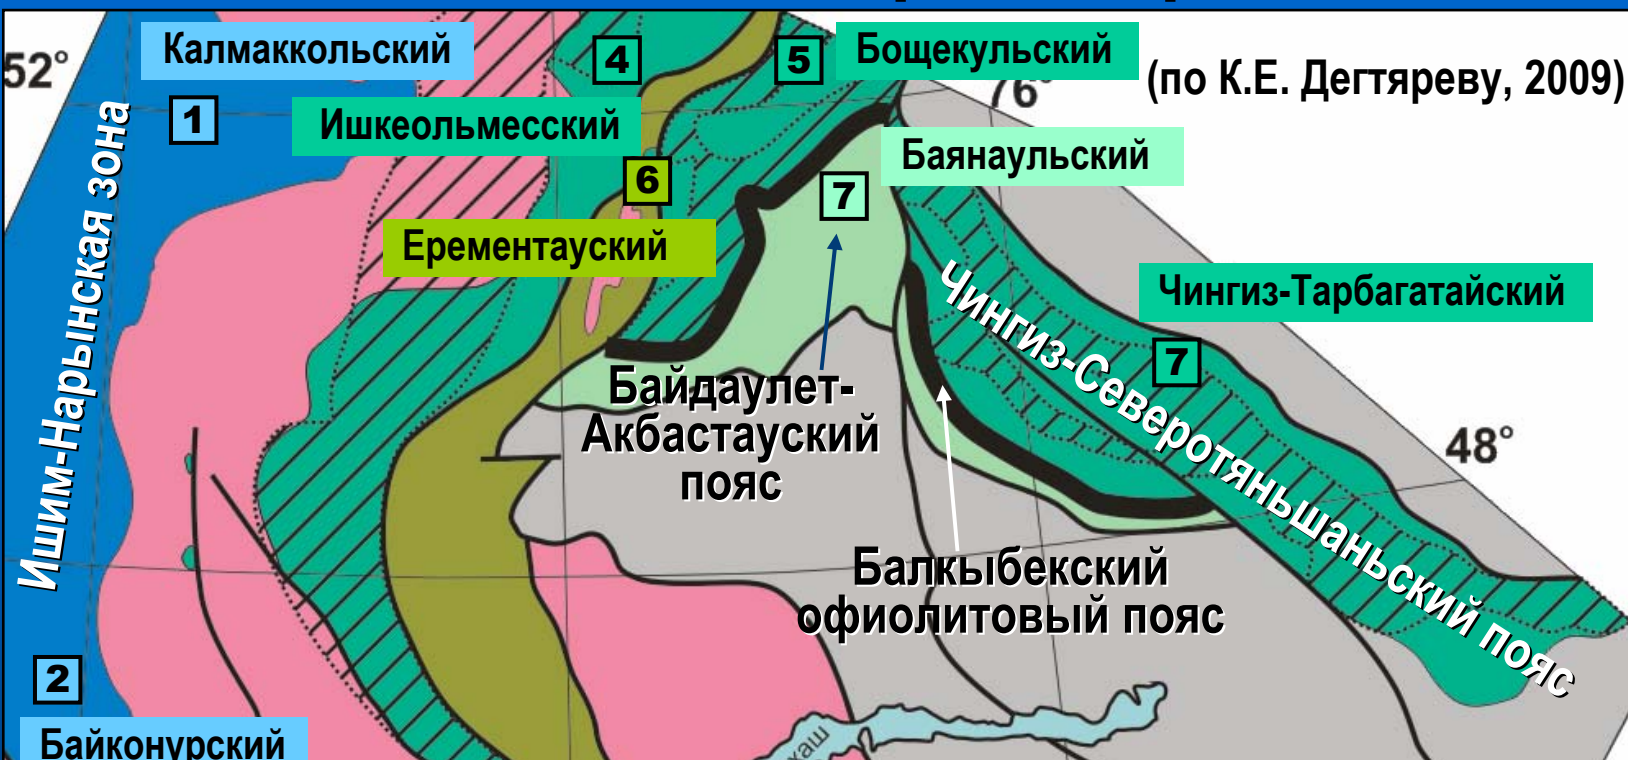 52°
Калмаккольский
4
5
Бощекульский
(по К.Е. Дегтяреву, 2009)
76°
1
Ишкеольмесский
Баянаульский
6
7
Ерементауский
Ишим-Нарынская зона
Чингиз-Тарбагатайский
7
Чингиз-Северотяньшаньский пояс
Байдаулет-
Акбастауский
пояс
48°
Балкыбекский
офиолитовый пояс
2
Байконурский
хаш